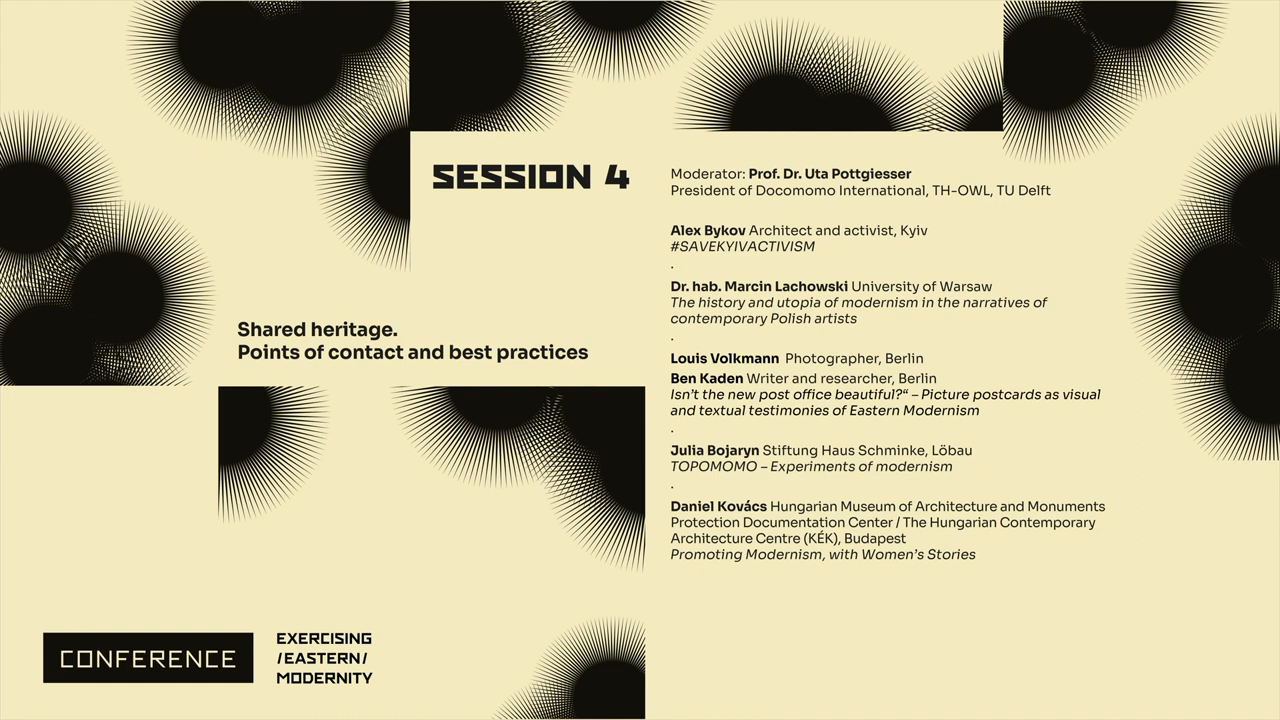 SESSION 4
Shared heritage.
Points of contact and best practices
Moderator: Prof. Dr. Uta Pottgiesser
President of Docomomo International, TH-OWL, TU Delft
Alex Bykov Architect and activist, Kyiv
#SAVEKYIVACTIVISM
.
Dr. hab. Marcin Lachowski University of Warsaw
The history and utopia of modernism in the narratives of
contemporary Polish artists
.
Louis Volkmann Photographer, Berlin
Ben Kaden Writer and researcher, Berlin
Isn’t the new post office beautiful?“ – Picture postcards as visual
and textual testimonies of Eastern Modernism
.
Julia Bojaryn Stiftung Haus Schminke, Löbau
TOPOMOMO – Experiments of modernism
.
Daniel Kovács Hungarian Museum of Architecture and Monuments
Protection Documentation Center / The Hungarian Contemporary
Architecture Centre (KÉK), Budapest
Promoting Modernism, with Women’s Stories
CONFERENCE
EXERCISING
/EASTERN/
MODERNITY